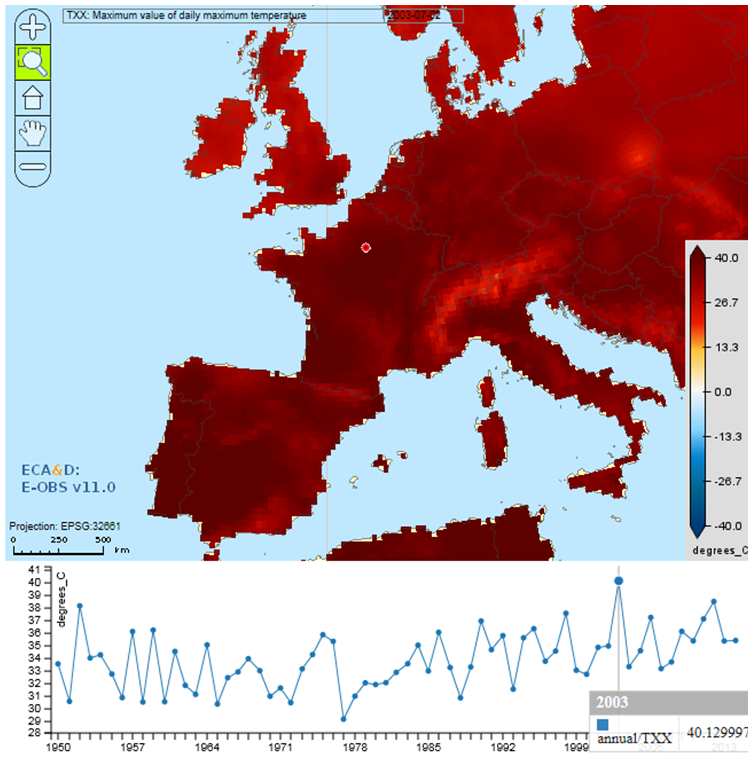 TXX: Maximum value of daily maximum temperature
2003-07-02
40.0
26.7
13.3
0.0
-13.3
-26.7
-40.0
degrees_C
ECA&D:
E-OBS v11.0
Projection: EPSG:32661
0 250 500
km
41
40
39
38
37
36
35
34
33
32
31
30
29
28
degrees_C
1950 1957 1964 1971 1978 1985 1992 1999 2006 2013
2003
annual/TXX 40.129997